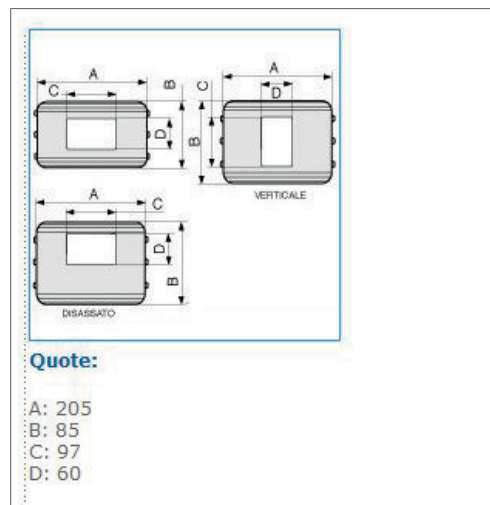 A
C
B
D
A
C
D
B
VERTICALE
A
C
D
B
DISASSATO
Quote:
A: 205
B: 85
C: 97
D: 60